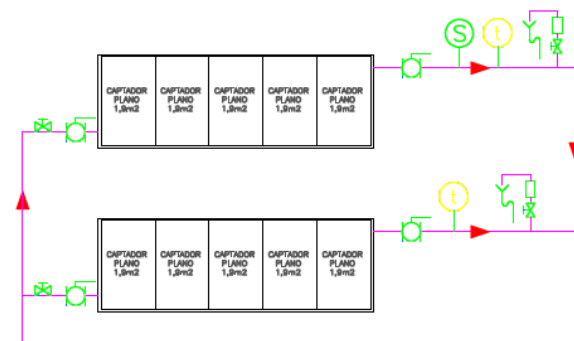 S t
CAPTADOR CAPTADOR CAPTADOR CAPTADOR CAPTADOR
PLANO PLANO PLANO PLANO PLANO
1,9m2 1,9m2 1,9m2 1,9m2 1,9m2
t
CAPTADOR CAPTADOR CAPTADOR CAPTADOR CAPTADOR
PLANO PLANO PLANO PLANO PLANO
1,9m2 1,9m2 1,9m2 1,9m2 1,9m2